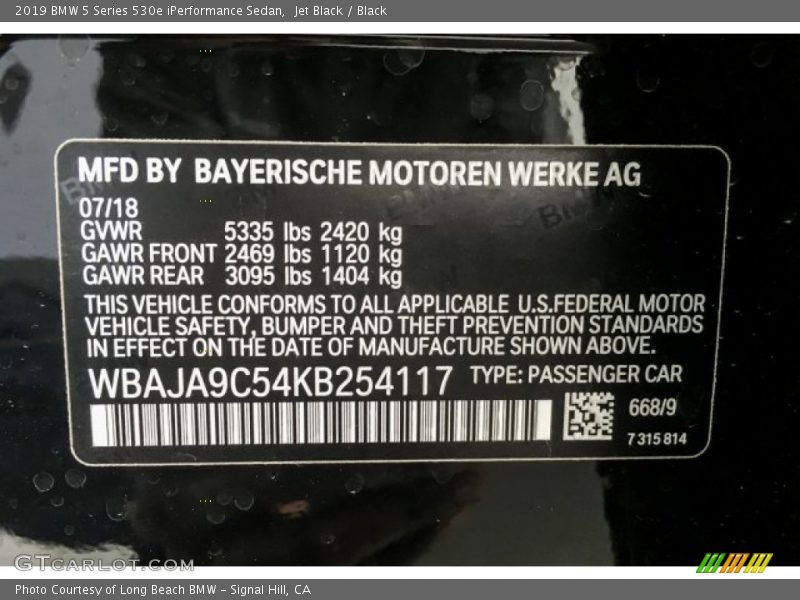 2019 BMW 5 Series 530e iPerformance Sedan,  Jet Black / Black
MFD BY BAYERISCHE MOTOREN WERKE AG
07/18
GVWR 5335 lbs 2420 kg
GAWR FRONT 2469 lbs 1120 kg
GAWR REAR 3095 lbs 1404 kg
THIS VEHICLE CONFORMS TO ALL APPLICABLE U.S.FEDERAL MOTOR
VEHICLE SAFETY, BUMPER AND THEFT PREVENTION STANDARDS
IN EFFECT ON THE DATE OF MANUFACTURE SHOWN ABOVE.
WBAJA9C54KB254117 TYPE: PASSENGER CAR
668/9
7 315 814
GTCARLOT.COM
Photo Courtesy of Long Beach BMW - Signal Hill, CA